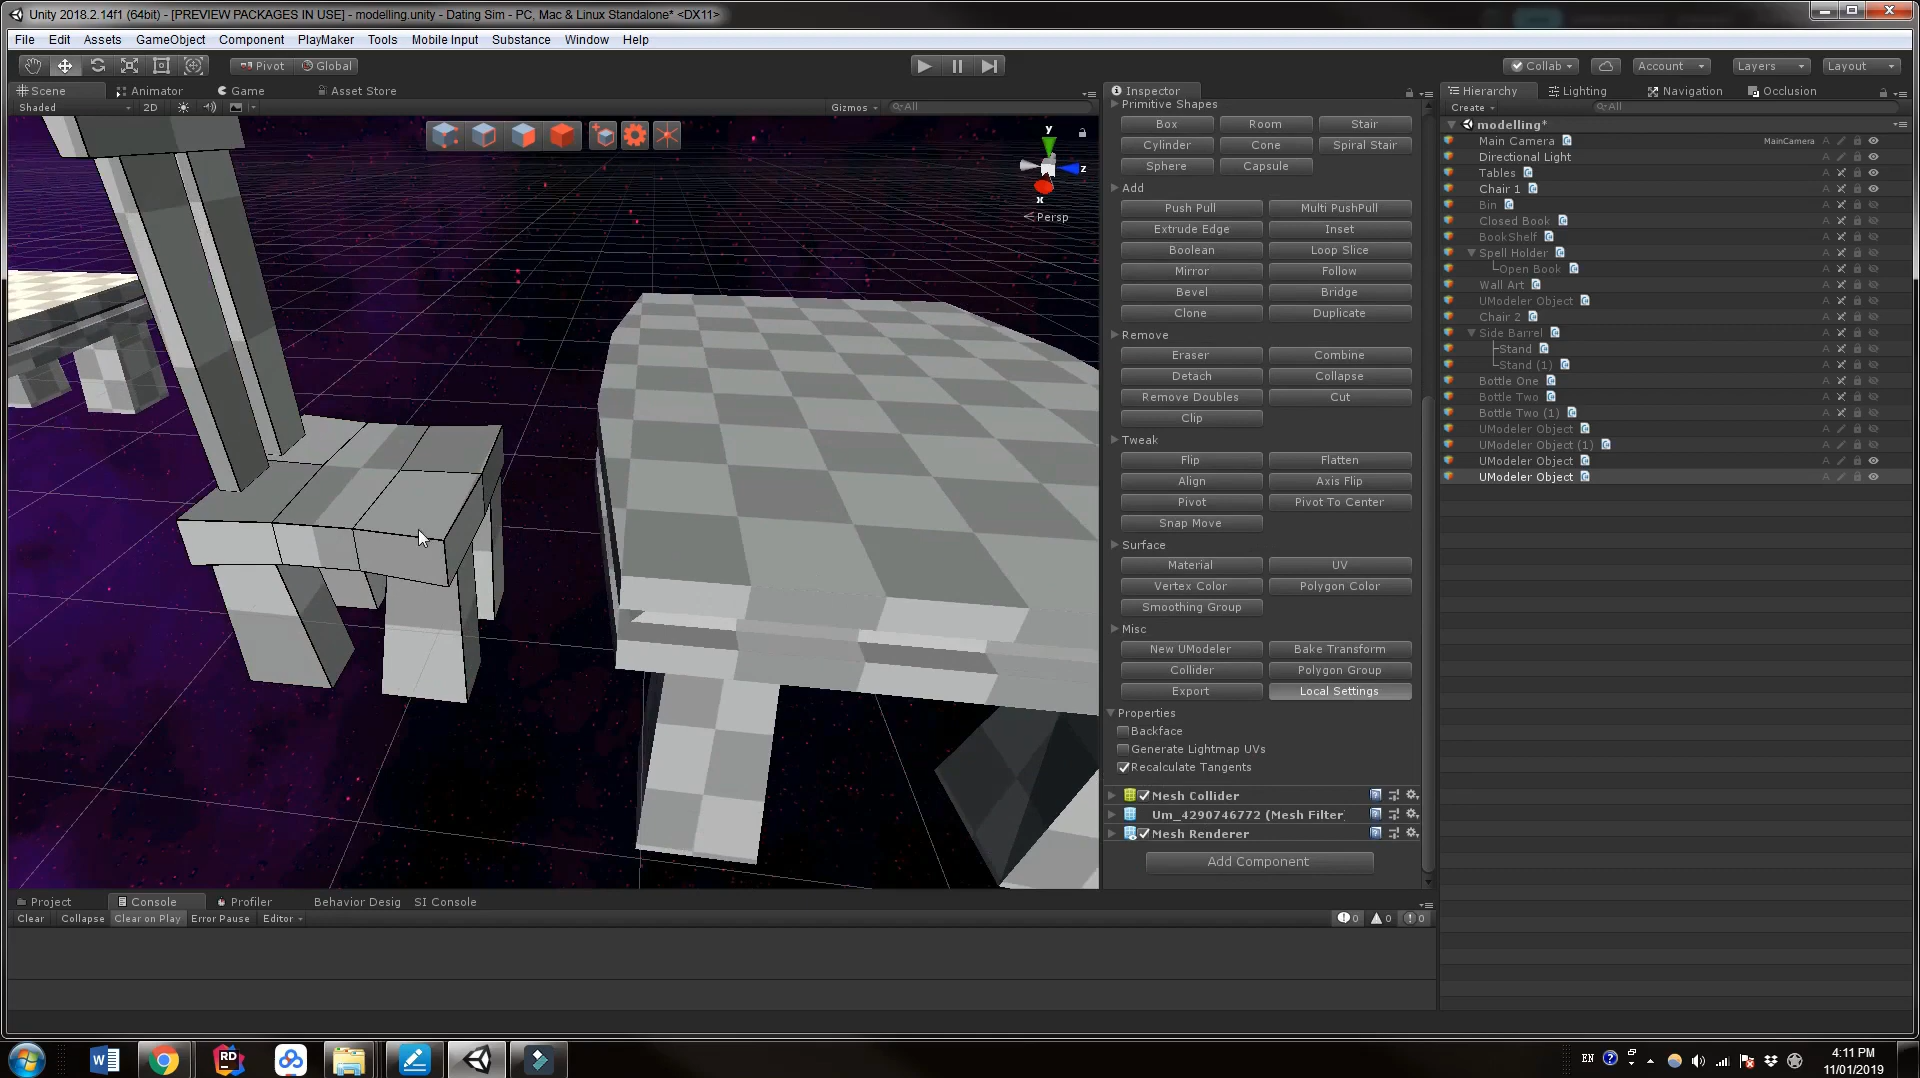 Unity 2018.2.14f1 (64bit) - [PREVIEW PACKAGES IN USE] - modelling.unity - Dating Sim - PC, Mac & Linux Standalone* <DX11>
File Edit Assets GameObject Component PlayMaker Tools Mobile Input Substance Window Help
Pivot Global Collab Account Layers Layout
Scene Animator Game Asset Store
Shaded 2D Gizmos All
y
z
x
Persp
Inspector
Primitive Shapes
Box Room Stair
Cylinder Cone Spiral Stair
Sphere Capsule
Add
Push Pull Multi PushPull
Extrude Edge Inset
Boolean Loop Slice
Mirror Follow
Bevel Bridge
Clone Duplicate
Remove
Eraser Combine
Detach Collapse
Remove Doubles Cut
Clip
Tweak
Flip Flatten
Align Axis Flip
Pivot Pivot To Center
Snap Move
Surface
Material UV
Vertex Color Polygon Color
Smoothing Group
Misc
New UModeler Bake Transform
Collider Polygon Group
Export Local Settings
Properties
Backface
Generate Lightmap UVs
Recalculate Tangents
Mesh Collider
Um_4290746772 (Mesh Filter
Mesh Renderer
Add Component
Hierarchy Lighting Navigation Occlusion
Create All
modelling*
Main Camera MainCamera
Directional Light
Tables
Chair 1
Bin
Closed Book
BookShelf
Spell Holder
Open Book
Wall Art
UModeler Object
Chair 2
Side Barrel
Stand
Stand (1)
Bottle One
Bottle Two
Bottle Two (1)
UModeler Object
UModeler Object (1)
UModeler Object
UModeler Object
Project Console Profiler Behavior Desig SI Console
Clear Collapse Clear on Play Error Pause Editor 0 0 0
EN
4:11 PM
11/01/2019